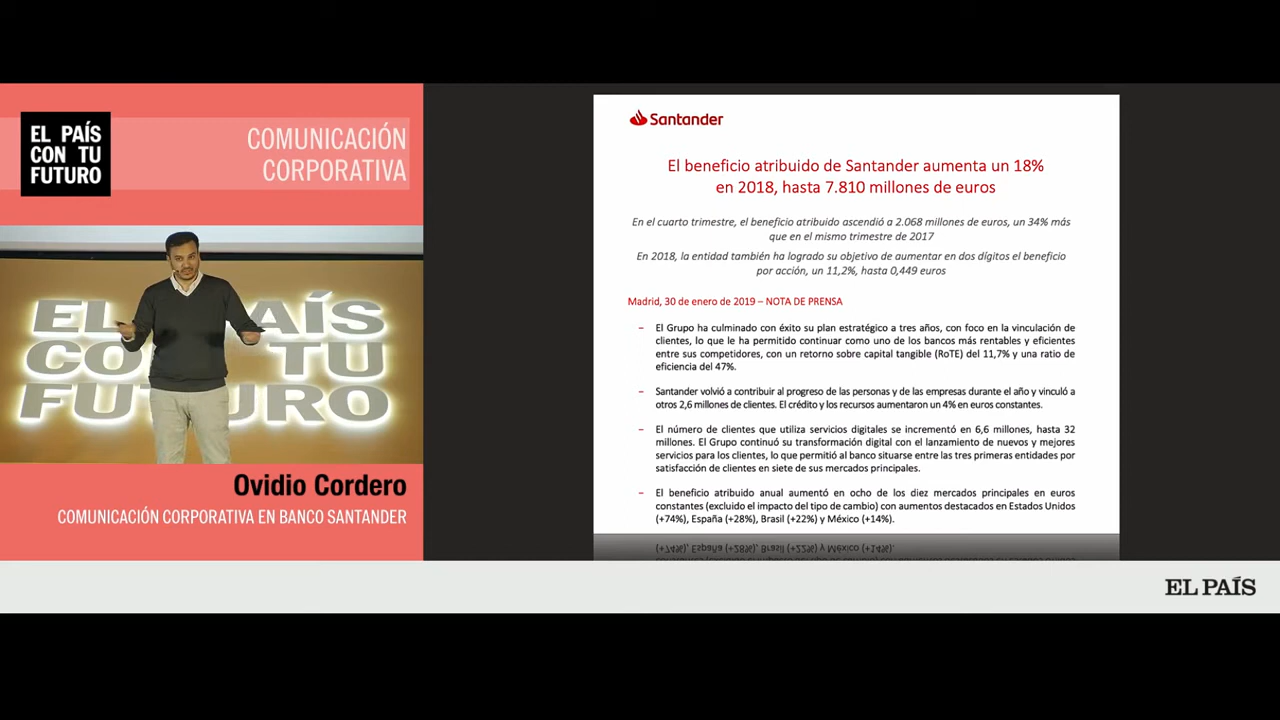 EL PAÍS
CON TU
FUTURO
COMUNICACIÓN
CORPORATIVA
EL PAÍS
CON TU
FUTURO
Ovidio Cordero
COMUNICACIÓN CORPORATIVA EN BANCO SANTANDER
Santander
El beneficio atribuido de Santander aumenta un 18%
en 2018, hasta 7.810 millones de euros
En el cuarto trimestre, el beneficio atribuido ascendió a 2.068 millones de euros, un 34% más
que en el mismo trimestre de 2017
En 2018, la entidad también ha logrado su objetivo de aumentar en dos dígitos el beneficio
por acción, un 11,2%, hasta 0,449 euros
Madrid, 30 de enero de 2019 – NOTA DE PRENSA
– El Grupo ha culminado con éxito su plan estratégico a tres años, con foco en la vinculación de
clientes, lo que le ha permitido continuar como uno de los bancos más rentables y eficientes
entre sus competidores, con un retorno sobre capital tangible (RoTE) del 11,7% y una ratio de
eficiencia del 47%.
– Santander volvió a contribuir al progreso de las personas y de las empresas durante el año y vinculó a
otros 2,6 millones de clientes. El crédito y los recursos aumentaron un 4% en euros constantes.
– El número de clientes que utiliza servicios digitales se incrementó en 6,6 millones, hasta 32
millones. El Grupo continuó su transformación digital con el lanzamiento de nuevos y mejores
servicios para los clientes, lo que permitió al banco situarse entre las tres primeras entidades por
satisfacción de clientes en siete de sus mercados principales.
– El beneficio atribuido anual aumentó en ocho de los diez mercados principales en euros
constantes (excluido el impacto del tipo de cambio) con aumentos destacados en Estados Unidos
(+74%), España (+28%), Brasil (+22%) y México (+14%).
EL PAÍS